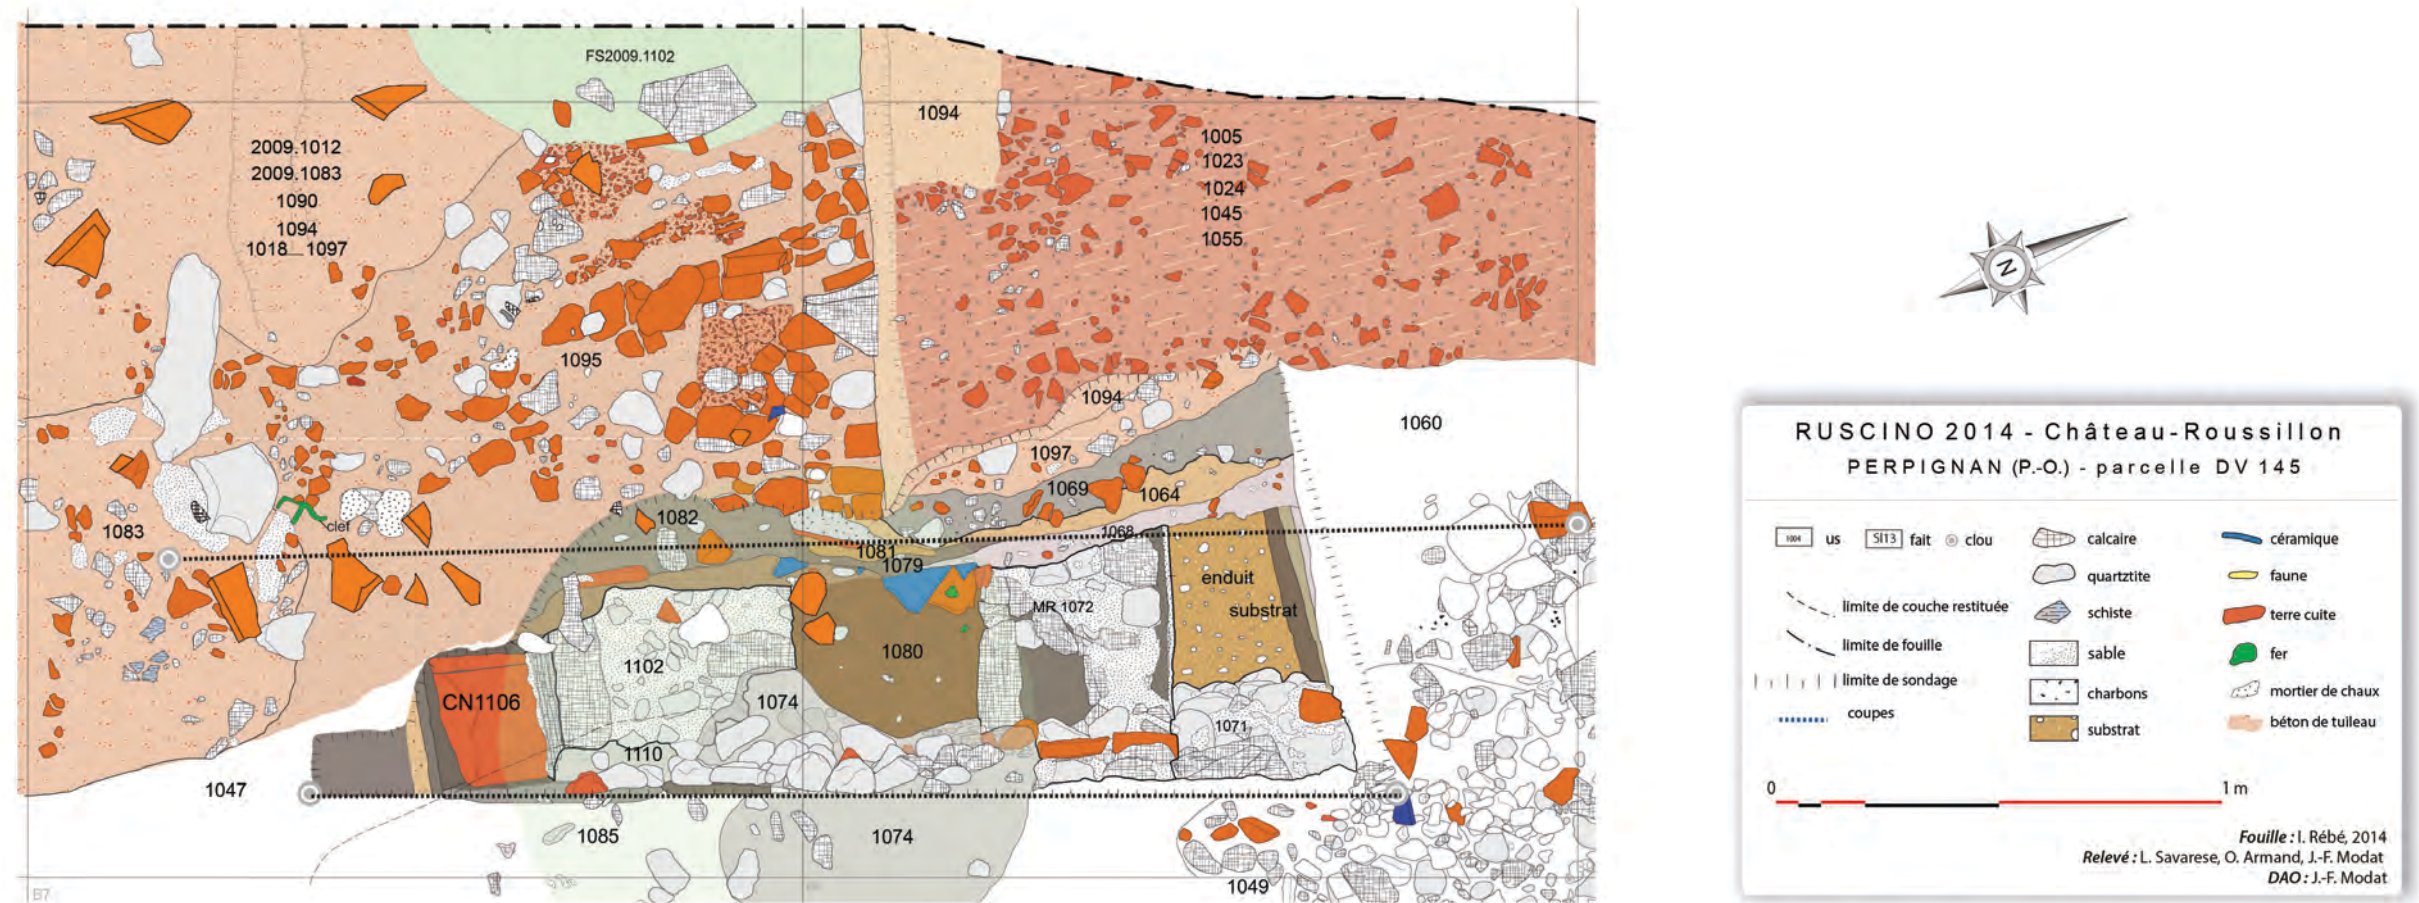 FS2009.1102
1094
2009.1012
2009.1083
1090
1094
1018 1097
1005
1023
1024
1045
1055
1095
1094
1060
1097
1069
1064
1082
1083
clef
1068
1081
1079
enduit
substrat
MR 1072
1102
1080
CN1106
1074
1071
1110
1047
1085
1074
1049
B7
N
RUSCINO 2014 - Château-Roussillon
PERPIGNAN (P.-O.) - parcelle DV 145
1004 us
SI13 fait
clou
limite de couche restituée
limite de fouille
limite de sondage
coupes
calcaire
quartztite
schiste
sable
charbons
substrat
céramique
faune
terre cuite
fer
mortier de chaux
béton de tuileau
0 1 m
Fouille : I. Rébé, 2014
Relevé : L. Savarese, O. Armand, J.-F. Modat
DAO : J.-F. Modat